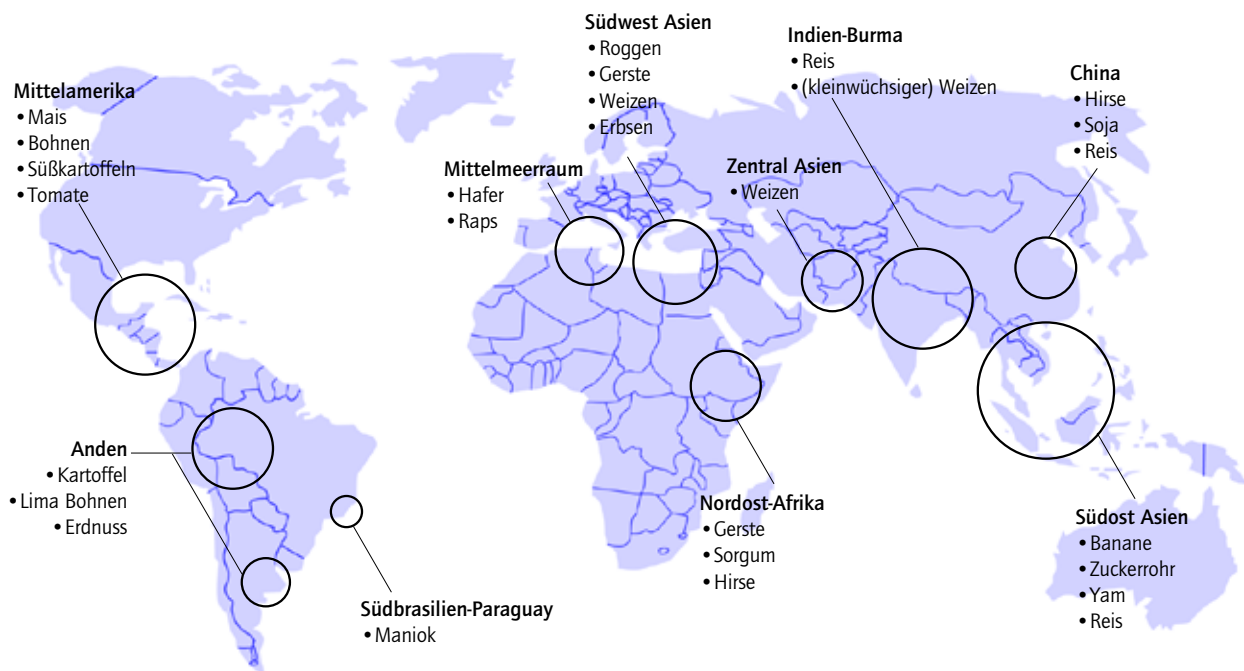 Mittelamerika
• Mais
• Bohnen
• Süßkartoffeln
• Tomate
Südwest Asien
• Roggen
• Gerste
• Weizen
• Erbsen
Indien-Burma
• Reis
• (kleinwüchsiger) Weizen
China
• Hirse
• Soja
• Reis
Mittelmeerraum
• Hafer
• Raps
Zentral Asien
• Weizen
Anden
• Kartoffel
• Lima Bohnen
• Erdnuss
Südbrasilien-Paraguay
• Maniok
Nordost-Afrika
• Gerste
• Sorgum
• Hirse
Südost Asien
• Banane
• Zuckerrohr
• Yam
• Reis